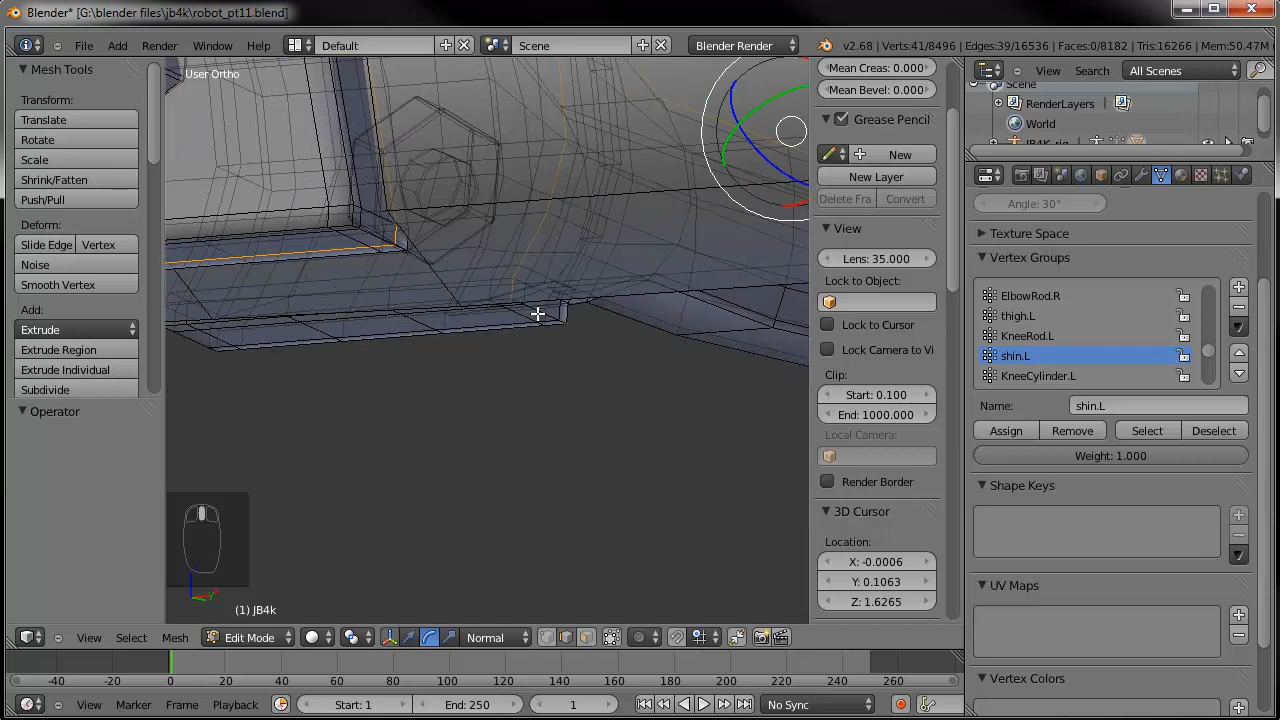 Blender* [G:\blender files\jb4k\robot_pt11.blend]
File Add Render Window Help Default Scene Blender Render v2.68 | Verts:41/8496 | Edges:39/16536 | Faces:0/8182 | Tris:16266 | Mem:50.47M
Mesh Tools
Transform:
Translate
Rotate
Scale
Shrink/Fatten
Push/Pull
Deform:
Slide Edge Vertex
Noise
Smooth Vertex
Add:
Extrude
Extrude Region
Extrude Individual
Subdivide
Operator
User Ortho
(1) JB4k
View Select Mesh Edit Mode Normal
Mean Creas: 0.000
Mean Bevel: 0.000
Grease Pencil
New
New Layer
Delete Fra Convert
View
Lens: 35.000
Lock to Object:
Lock to Cursor
Lock Camera to Vi
Clip:
Start: 0.100
End: 1000.000
Local Camera:
Render Border
3D Cursor
Location:
X: -0.0006
Y: 0.1063
Z: 1.6265
View Search All Scenes
Scene
RenderLayers
World
JB4K_rig
Angle: 30°
Texture Space
Vertex Groups
ElbowRod.R
thigh.L
KneeRod.L
shin.L
KneeCylinder.L
Name: shin.L
Assign Remove Select Deselect
Weight: 1.000
Shape Keys
UV Maps
Vertex Colors
-40 -20 0 20 40 60 80 100 120 140 160 180 200 220 240 260
View Marker Frame Playback Start: 1 End: 250 1 No Sync